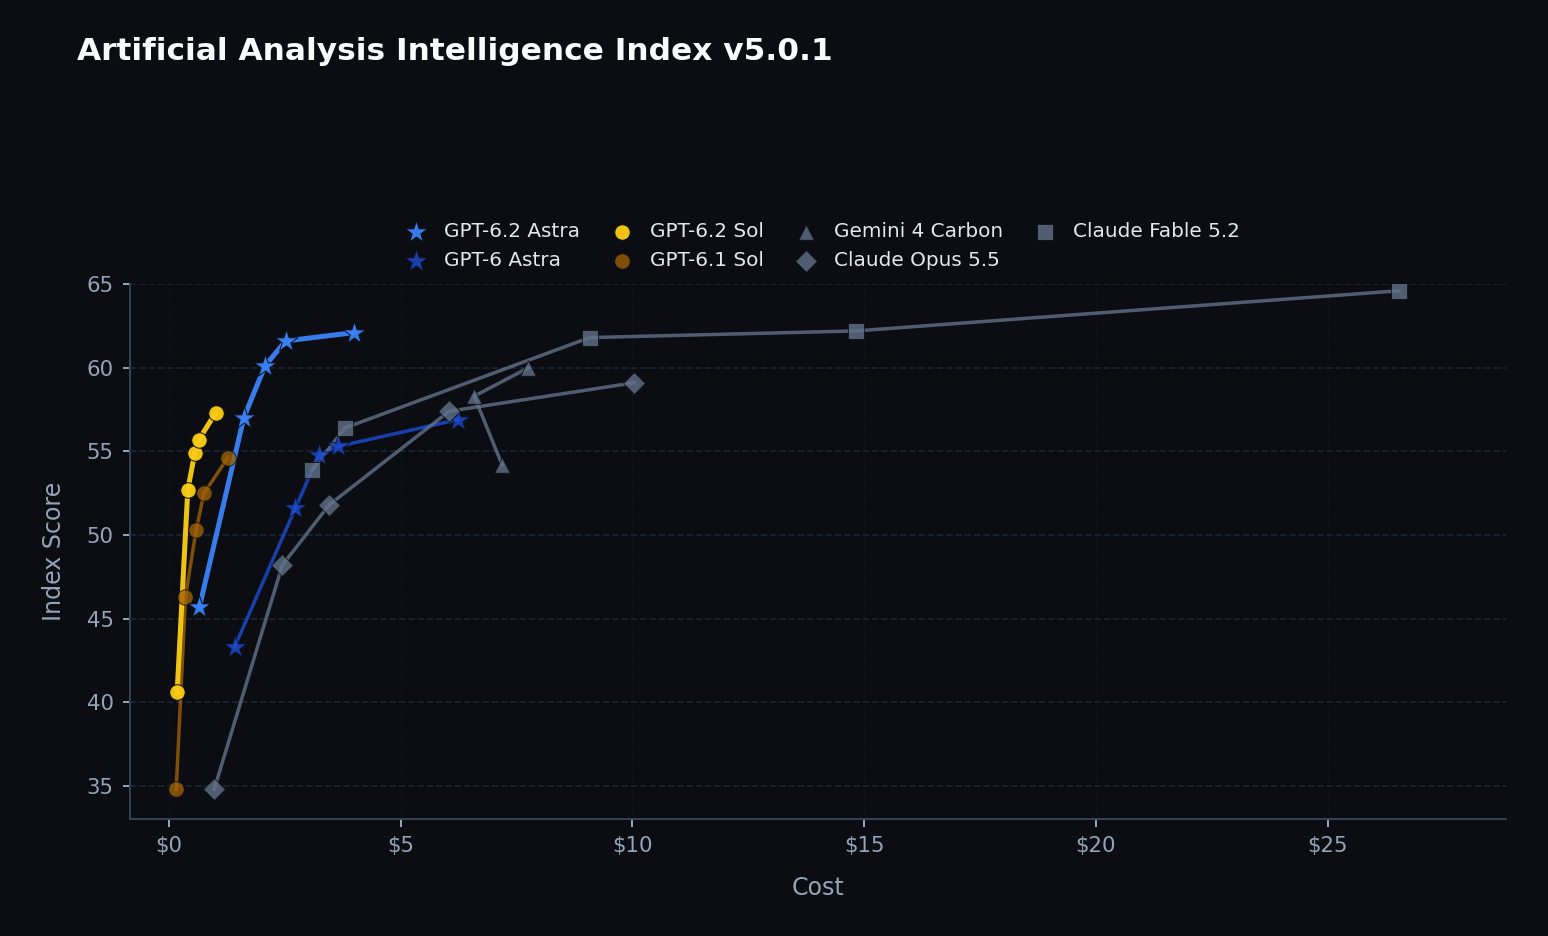 Artificial Analysis Intelligence Index v5.0.1
GPT-6.2 Astra GPT-6.2 Sol Gemini 4 Carbon Claude Fable 5.2
GPT-6 Astra GPT-6.1 Sol Claude Opus 5.5
65
60
55
50
45
40
35
Index Score
$0 $5 $10 $15 $20 $25
Cost